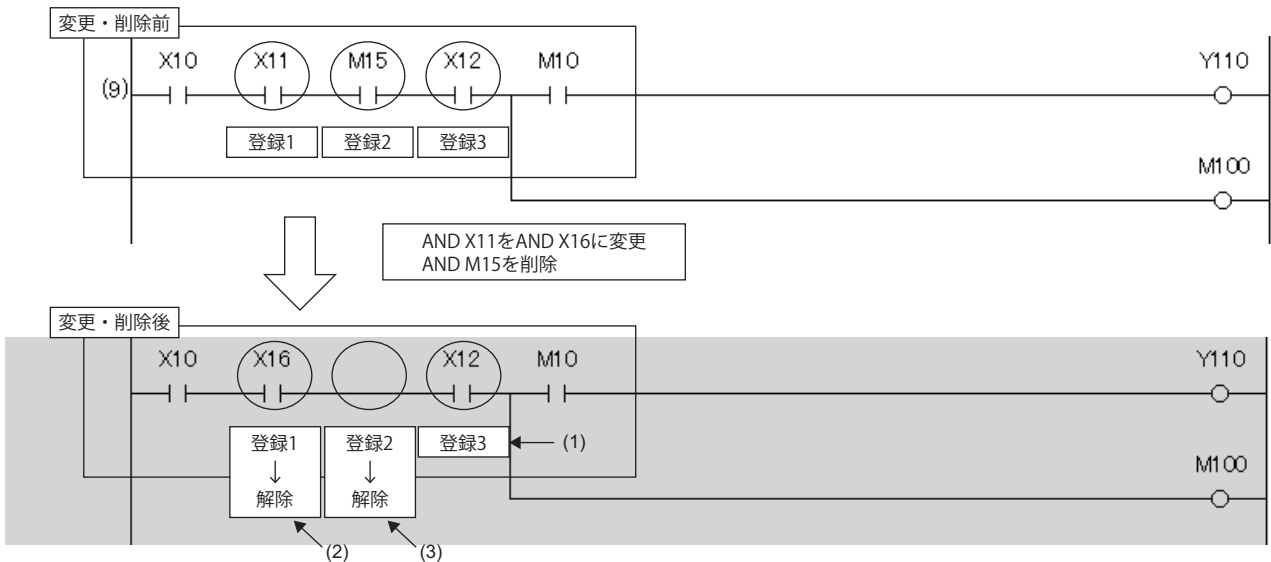 変更・削除前
X10 X11 M15 X12 M10 Y110
(9)
登録1 登録2 登録3
M100
AND X11をAND X16に変更
AND M15を削除
変更・削除後
X10 X16 X12 M10 Y110
登録1 登録2 登録3 (1)
↓ ↓
解除 解除
M100
(2) (3)